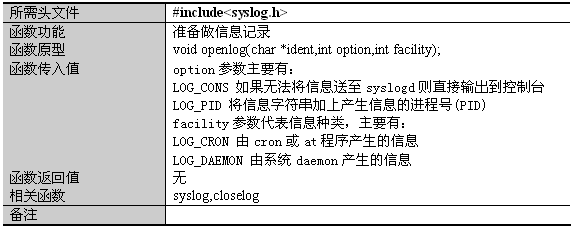 所需头文件 #include<syslog.h>
函数功能 准备做信息记录
函数原型 void openlog(char *ident,int option,int facility);
函数传入值 option 参数主要有:
LOG_CONS 如果无法将信息送至 syslogd 则直接输出到控制台
LOG_PID 将信息字符串加上产生信息的进程号(PID)
facility 参数代表信息种类，主要有:
LOG_CRON 由 cron 或 at 程序产生的信息
LOG_DAEMON 由系统 daemon 产生的信息
函数返回值 无
相关函数 syslog,closelog
备注